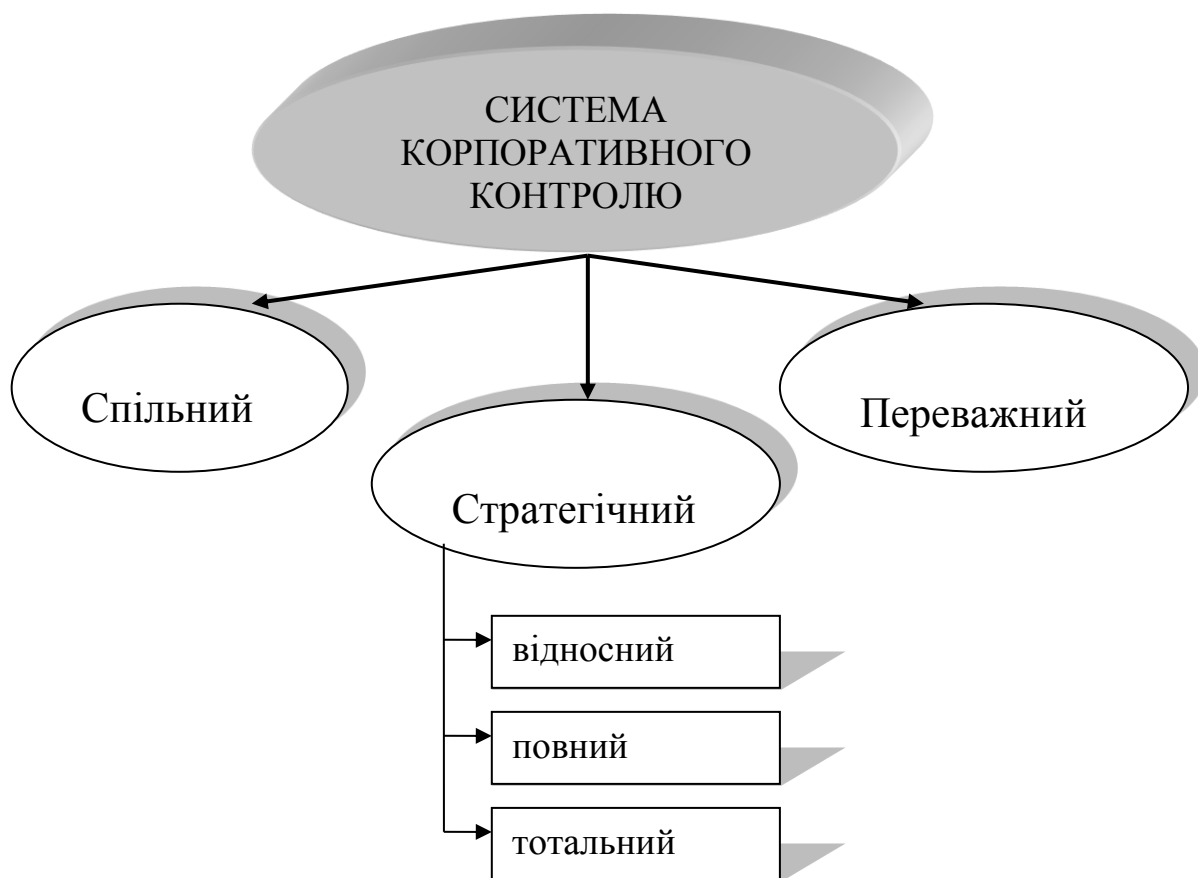 СИСТЕМА
КОРПОРАТИВНОГО
КОНТРОЛЮ
Спільний
Переважний
Стратегічний
відносний
повний
тотальний